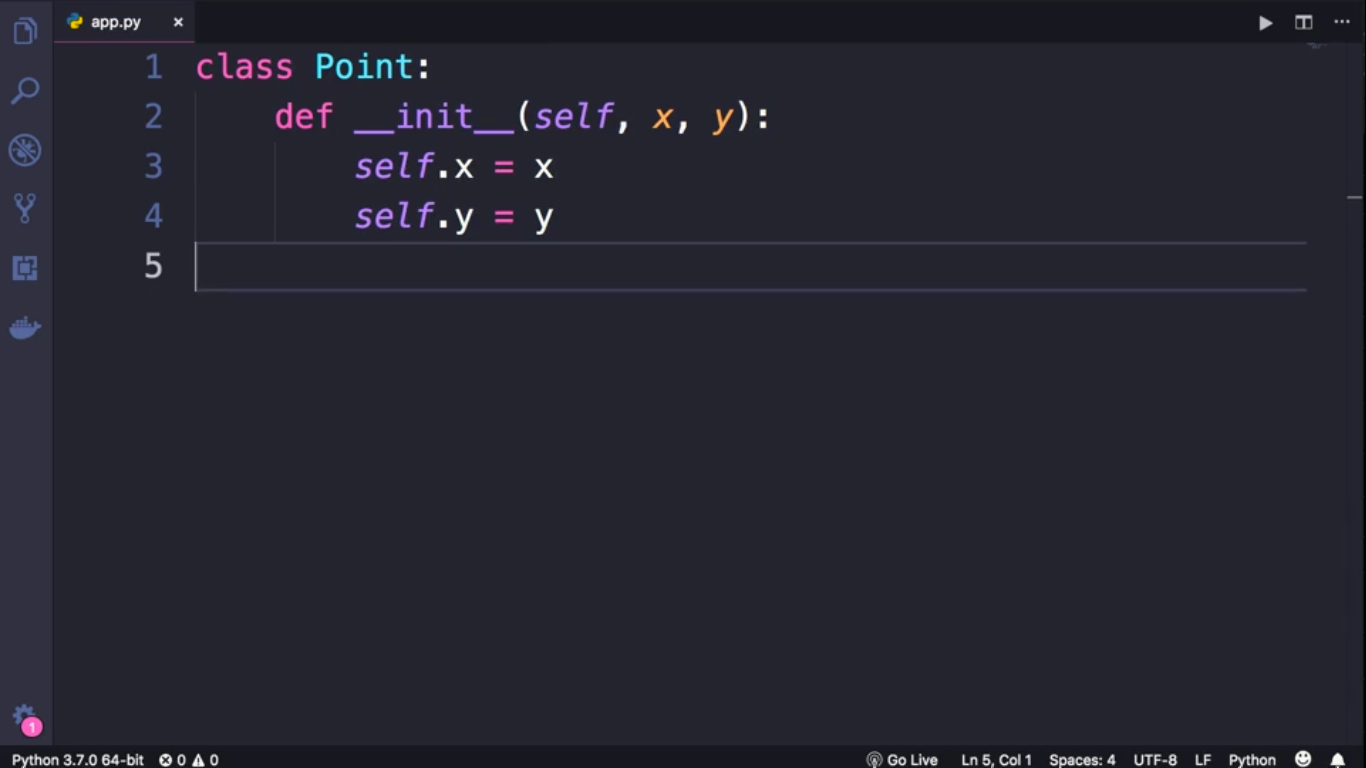 app.py ×
1 class Point:
2     def __init__(self, x, y):
3         self.x = x
4         self.y = y
5
1
Python 3.7.0 64-bit 0 0 Go Live Ln 5, Col 1 Spaces: 4 UTF-8 LF Python